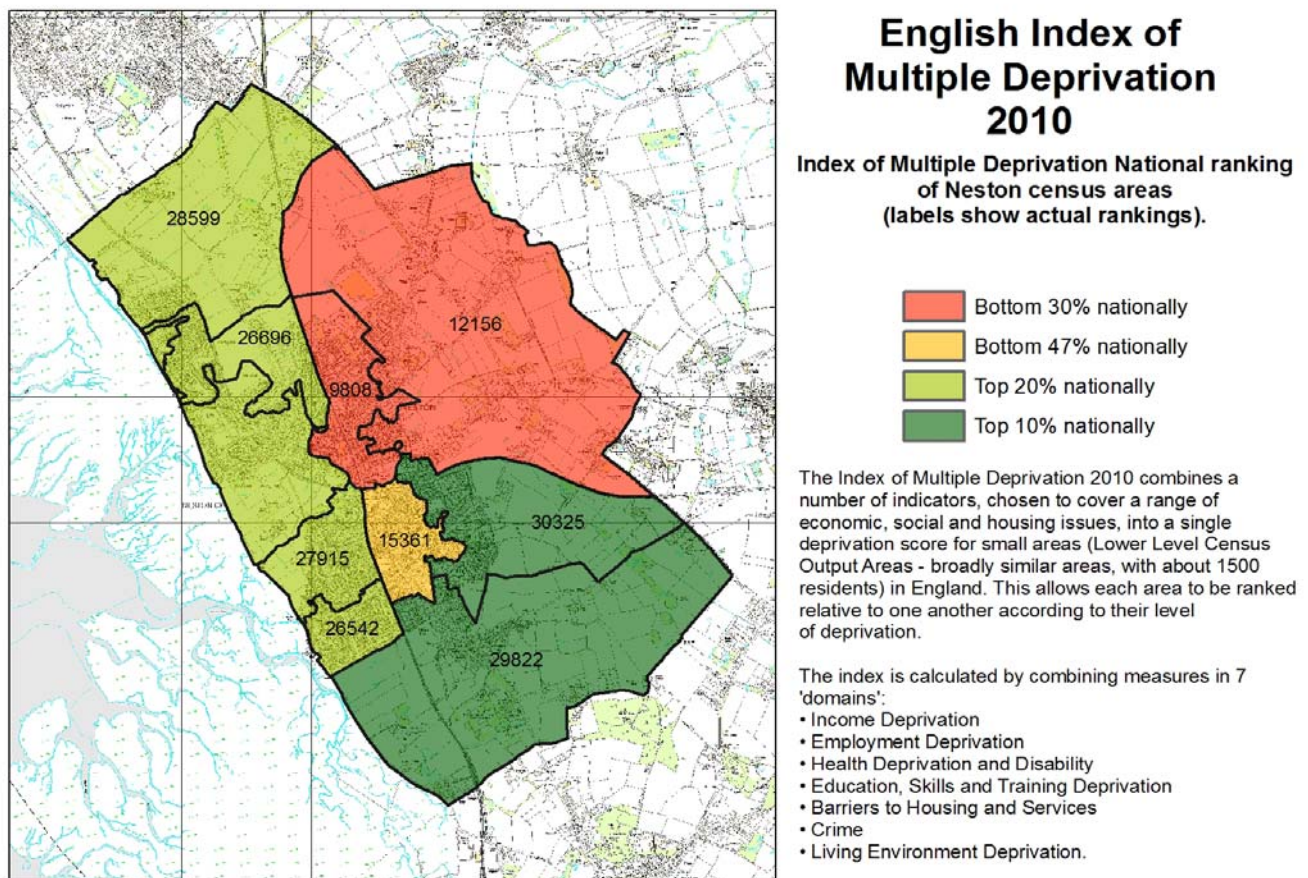 English Index of
Multiple Deprivation
2010
Index of Multiple Deprivation National ranking
of Neston census areas
(labels show actual rankings).
Bottom 30% nationally
Bottom 47% nationally
Top 20% nationally
Top 10% nationally
The Index of Multiple Deprivation 2010 combines a
number of indicators, chosen to cover a range of
economic, social and housing issues, into a single
deprivation score for small areas (Lower Level Census
Output Areas - broadly similar areas, with about 1500
residents) in England. This allows each area to be ranked
relative to one another according to their level
of deprivation.
The index is calculated by combining measures in 7
'domains':
• Income Deprivation
• Employment Deprivation
• Health Deprivation and Disability
• Education, Skills and Training Deprivation
• Barriers to Housing and Services
• Crime
• Living Environment Deprivation.
28599
12156
26696
9808
30325
15361
27915
26542
29822